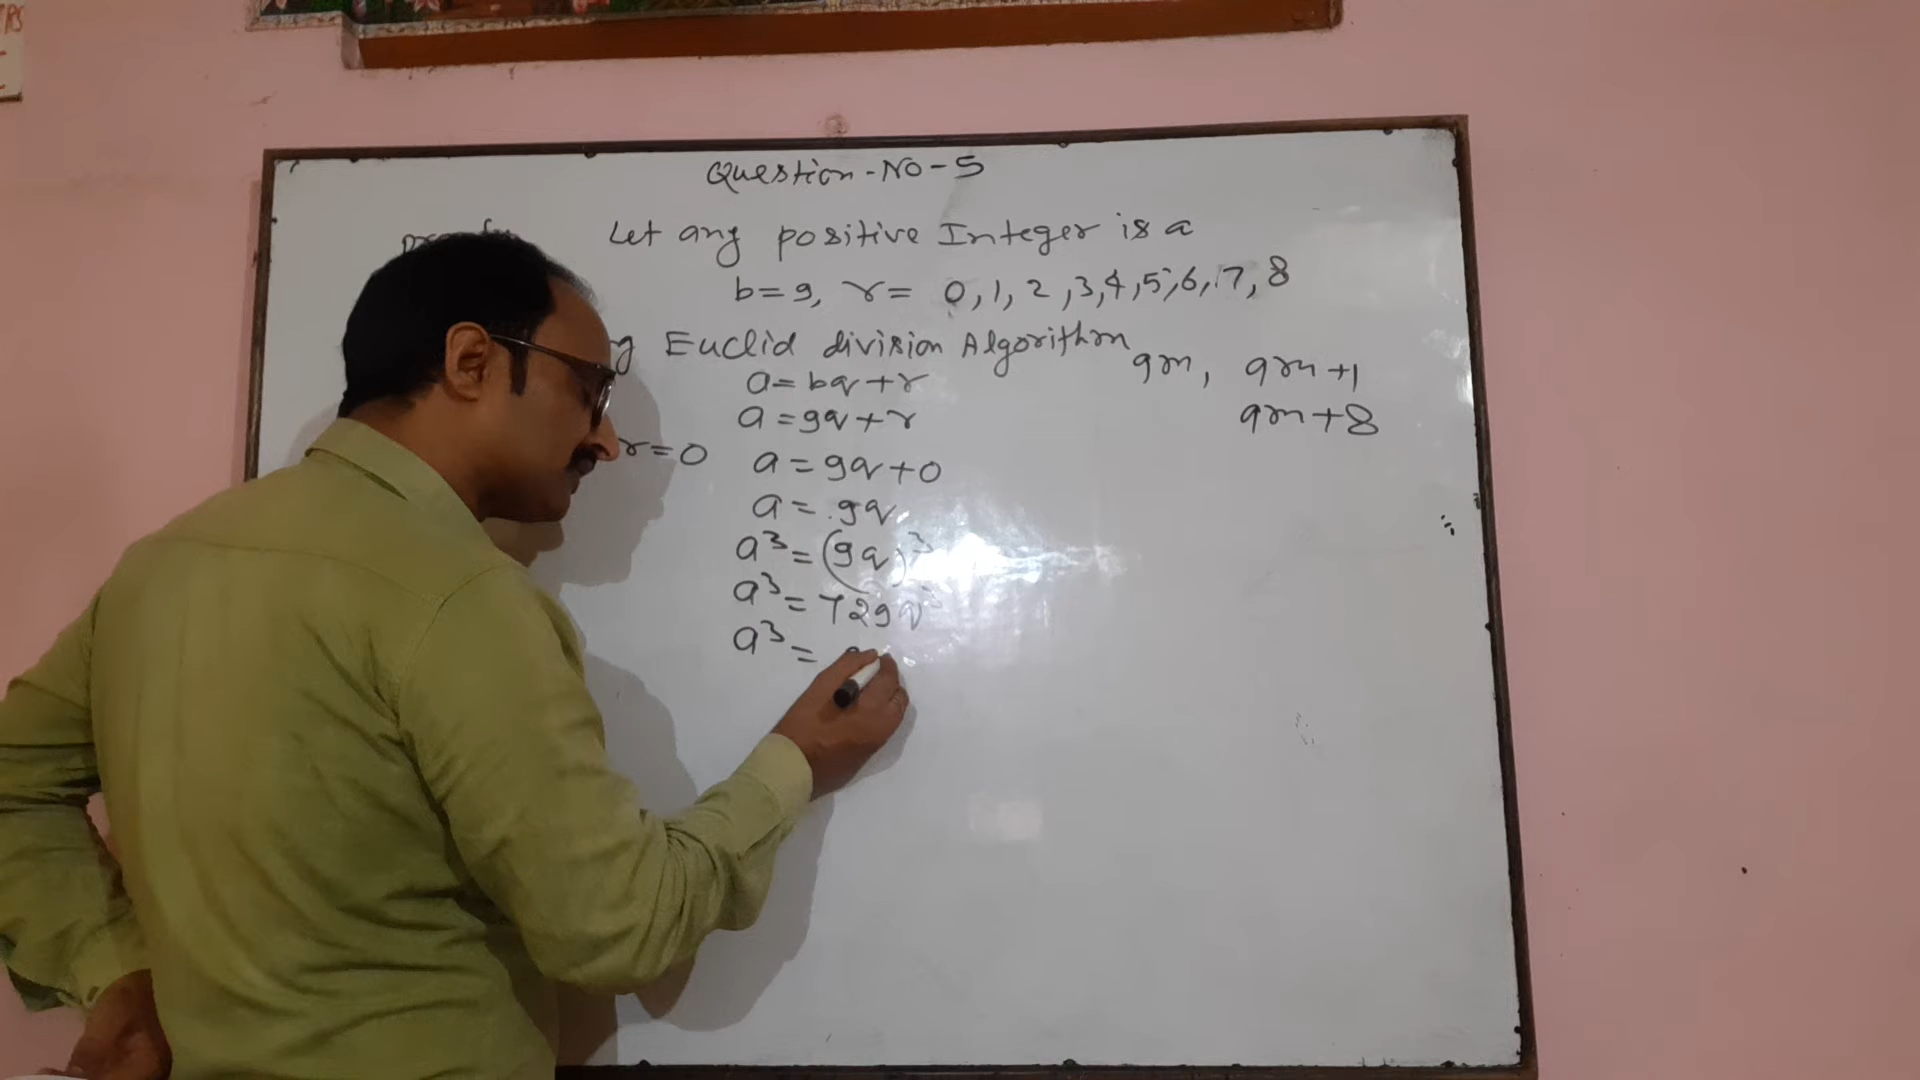 Question-No-5
Let any positive Integer is a
b=9, r= 0,1,2,3,4,5,6,7,8
Euclid division Algorithm
9m, 9m+1
9m+8
a=bq+r
a=9q+r
r=0 a=9q+0
a=9q
a³=(9q)³
a³=729q³
a³=